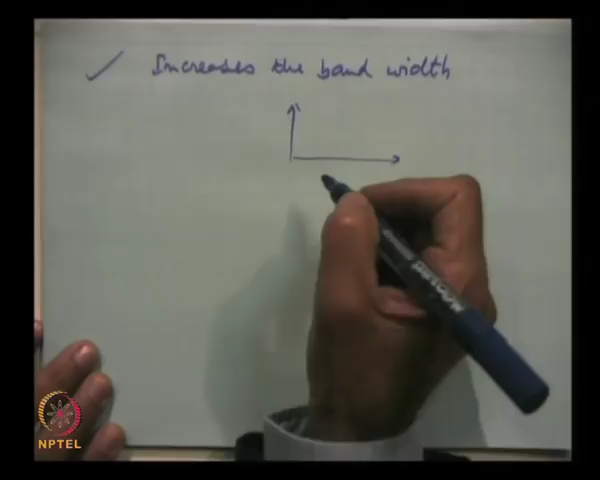 ✓ Increases the band width
NPTEL